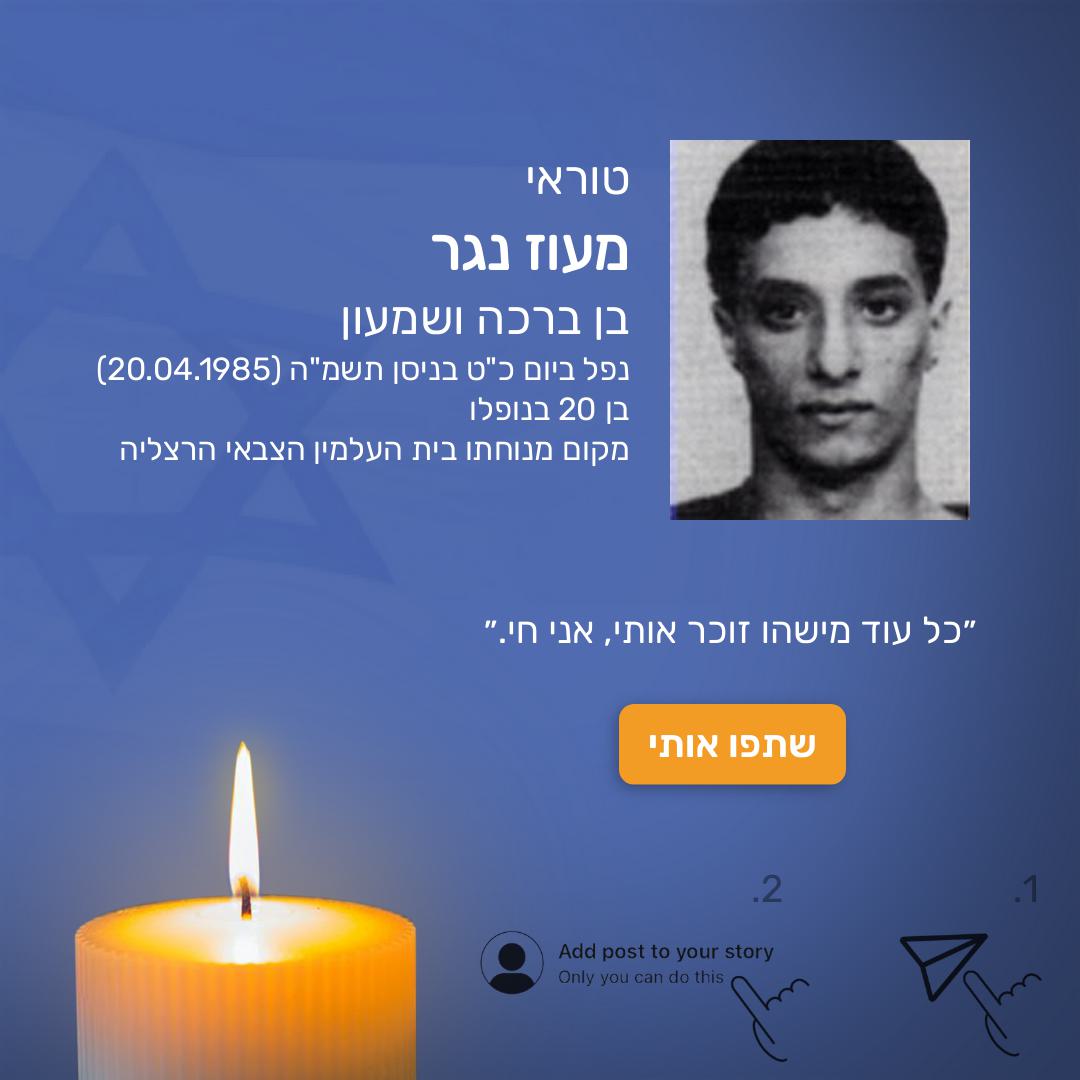 טוראי
מעוז נגר
בן ברכה ושמעון
נפל ביום כ"ט בניסן תשמ"ה (20.04.1985)
בן 20 בנופלו
מקום מנוחתו בית העלמין הצבאי הרצליה
״כל עוד מישהו זוכר אותי, אני חי.״
שתפו אותי
1.
2.
Add post to your story
Only you can do this